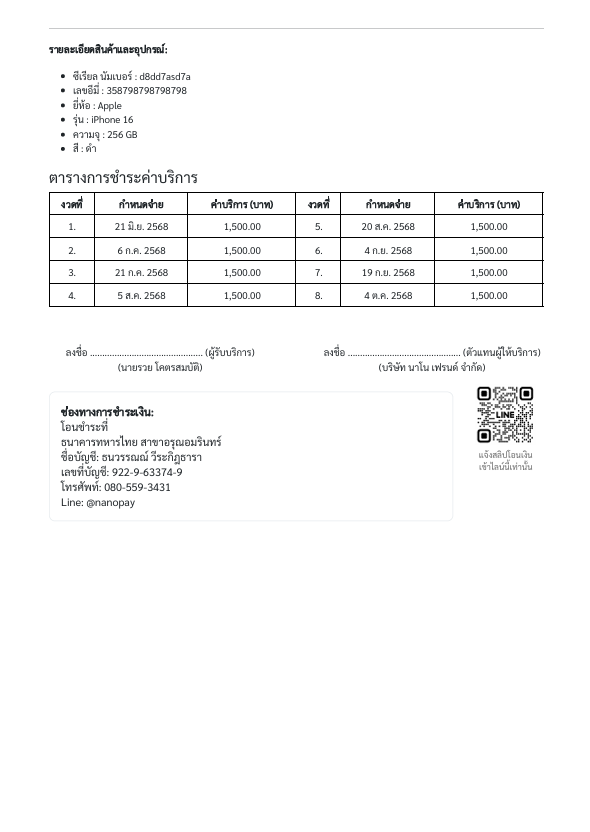 รายละเอียดสินค้าและอุปกรณ์:
• ซีเรียล นัมเบอร์ : d8dd7asd7a
• เลขอีมี่ : 358798798798798
• ยี่ห้อ : Apple
• รุ่น : iPhone 16
• ความจุ : 256 GB
• สี : ดำ
ตารางการชำระค่าบริการ
งวดที่ กำหนดจ่าย ค่าบริการ (บาท) งวดที่ กำหนดจ่าย ค่าบริการ (บาท)
1. 21 มิ.ย. 2568 1,500.00 5. 20 ส.ค. 2568 1,500.00
2. 6 ก.ค. 2568 1,500.00 6. 4 ก.ย. 2568 1,500.00
3. 21 ก.ค. 2568 1,500.00 7. 19 ก.ย. 2568 1,500.00
4. 5 ส.ค. 2568 1,500.00 8. 4 ต.ค. 2568 1,500.00
ลงชื่อ .............................................. (ผู้รับบริการ) ลงชื่อ .............................................. (ตัวแทนผู้ให้บริการ)
(นายรวย โคตรสมบัติ) (บริษัท นาโน เฟรนด์ จำกัด)
ช่องทางการชำระเงิน:
โอนชำระที่
ธนาคารทหารไทย สาขาอรุณอมรินทร์
ชื่อบัญชี: ธนวรรณณ์ วีระกิฎธารา
เลขที่บัญชี: 922-9-63374-9
โทรศัพท์: 080-559-3431
Line: @nanopay
LINE
แจ้งสลิปโอนเงิน
เข้าไลน์นี้เท่านั้น